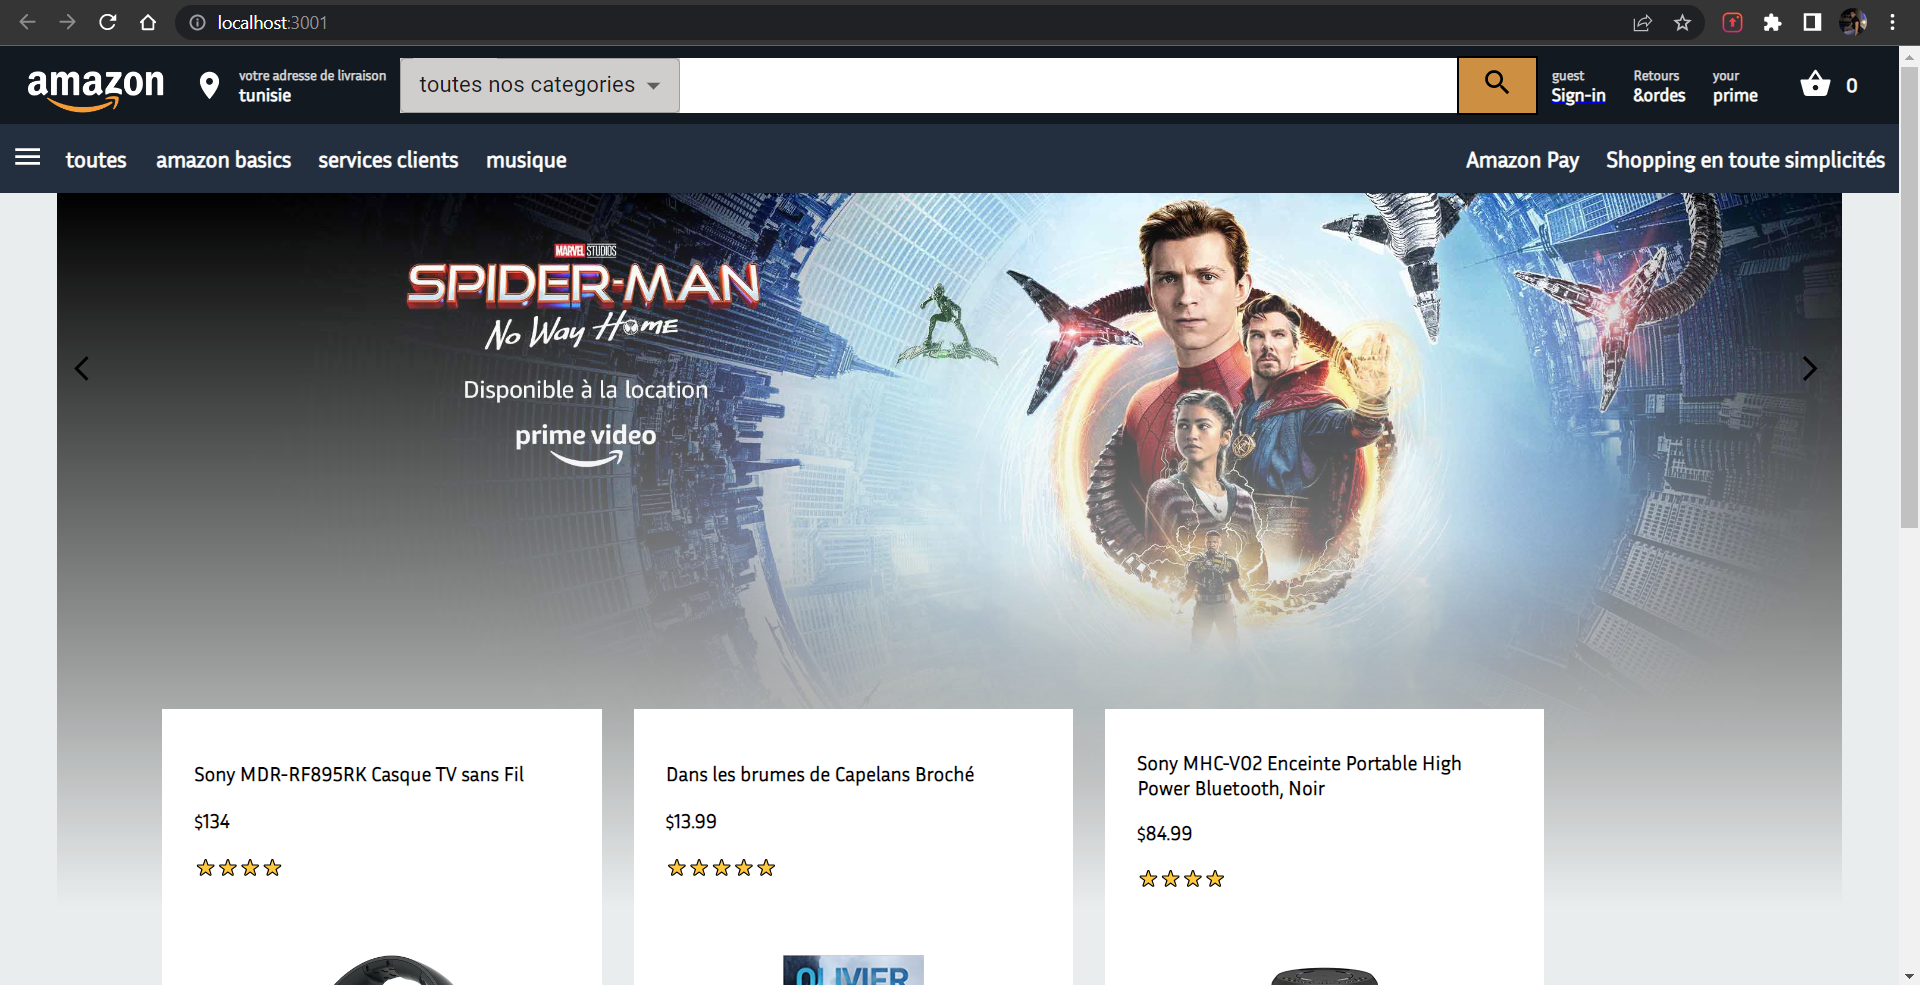 localhost:3001
amazon
votre adresse de livraison
tunisie
toutes nos categories
guest
Sign-in
Retours
&ordes
your
prime
0
toutes
amazon basics
services clients
musique
Amazon Pay
Shopping en toute simplicités
MARVEL STUDIOS
SPIDER-MAN
No Way Home
Disponible à la location
prime video
Sony MDR-RF895RK Casque TV sans Fil
$134
Dans les brumes de Capelans Broché
$13.99
Sony MHC-V02 Enceinte Portable High
Power Bluetooth, Noir
$84.99
OLIVIER